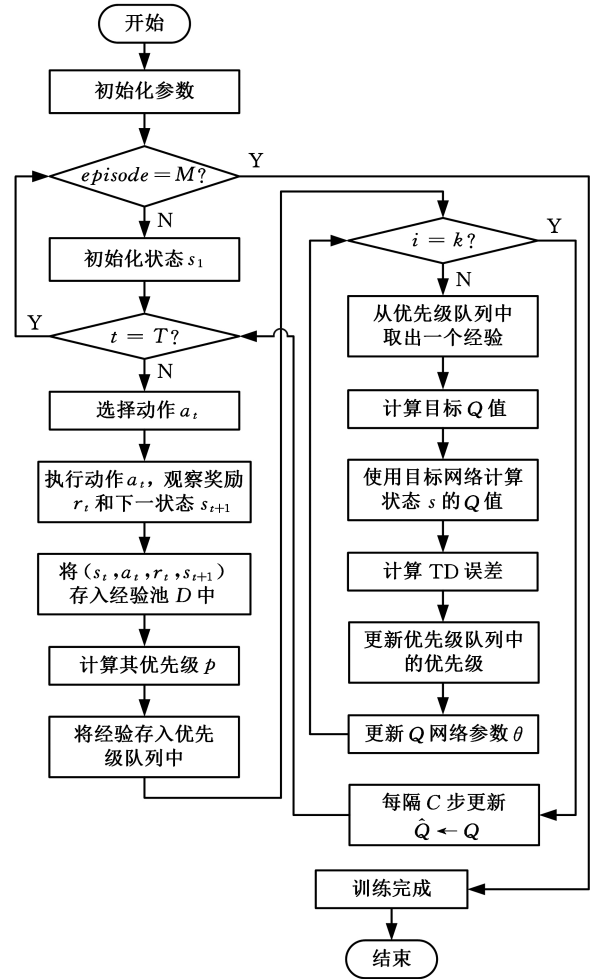 开始
初始化参数
episode = M?
Y
N
初始化状态 s₁
t = T?
Y
N
选择动作 aₜ
执行动作 aₜ，观察奖励
rₜ 和下一状态 sₜ₊₁
将(sₜ,aₜ,rₜ,sₜ₊₁)
存入经验池 D 中
计算其优先级 p
将经验存入优先
级队列中
i = k?
Y
N
从优先级队列中
取出一个经验
计算目标 Q 值
使用目标网络计算
状态 s 的 Q 值
计算 TD 误差
更新优先级队列中
的优先级
更新 Q 网络参数 θ
每隔 C 步更新
Q̂ ← Q
训练完成
结束